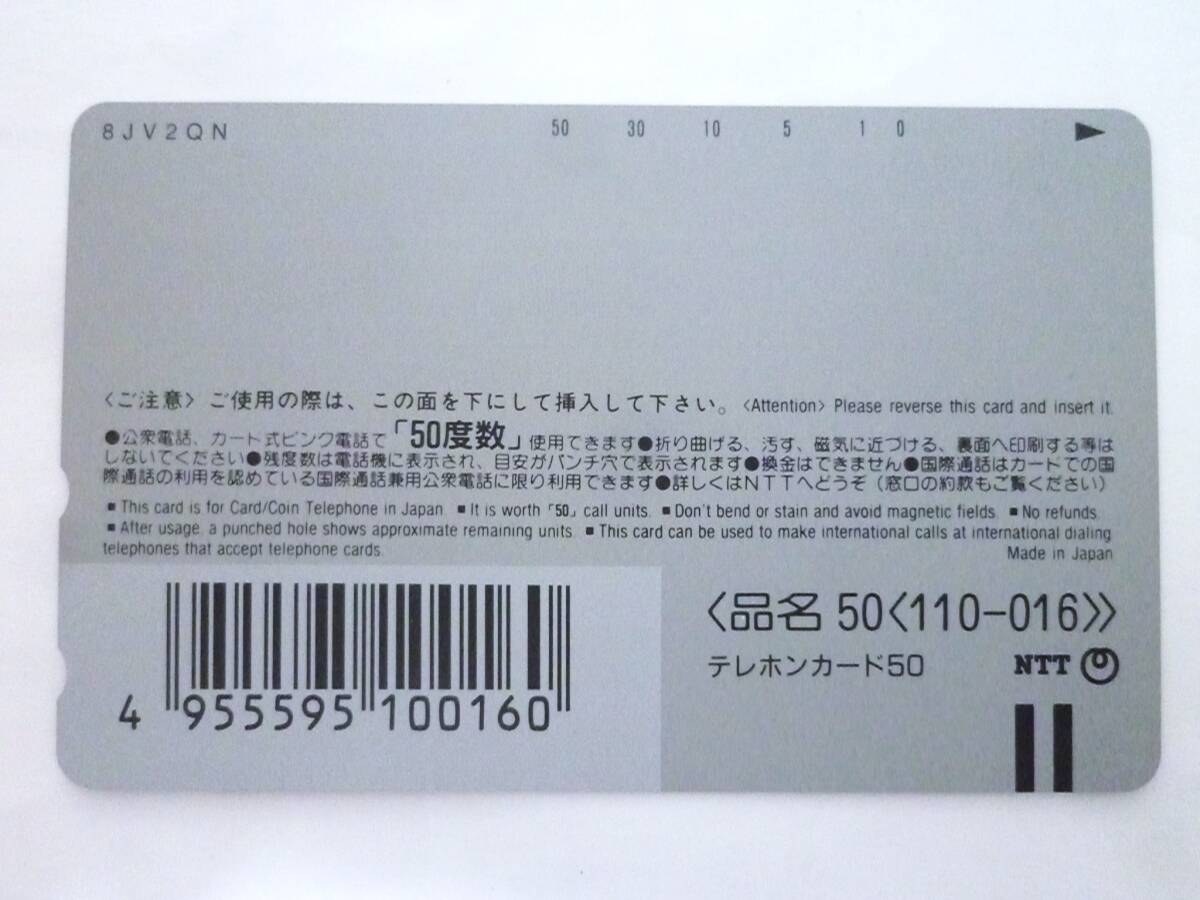 8JV2QN 50 30 10 5 1 0 ▶
〈ご注意〉ご使用の際は、この面を下にして挿入して下さい。〈Attention〉Please reverse this card and insert it.
●公衆電話、カード式ピンク電話で「50度数」使用できます●折り曲げる、汚す、磁気に近づける、裏面へ印刷する等は
しないでください●残度数は電話機に表示され、目安がパンチ穴で表示されます●換金はできません●国際通話はカードでの国
際通話の利用を認めている国際通話兼用公衆電話に限り利用できます●詳しくはNTTへどうぞ（窓口の約款もご覧ください）
■This card is for Card/Coin Telephone in Japan. ■It is worth「50」call units. ■Don't bend or stain and avoid magnetic fields. ■No refunds.
■After usage, a punched hole shows approximate remaining units. ■This card can be used to make international calls at international dialing
telephones that accept telephone cards. Made in Japan
〈品名 50〈110-016〉〉
テレホンカード50 NTT
4 955595 100160